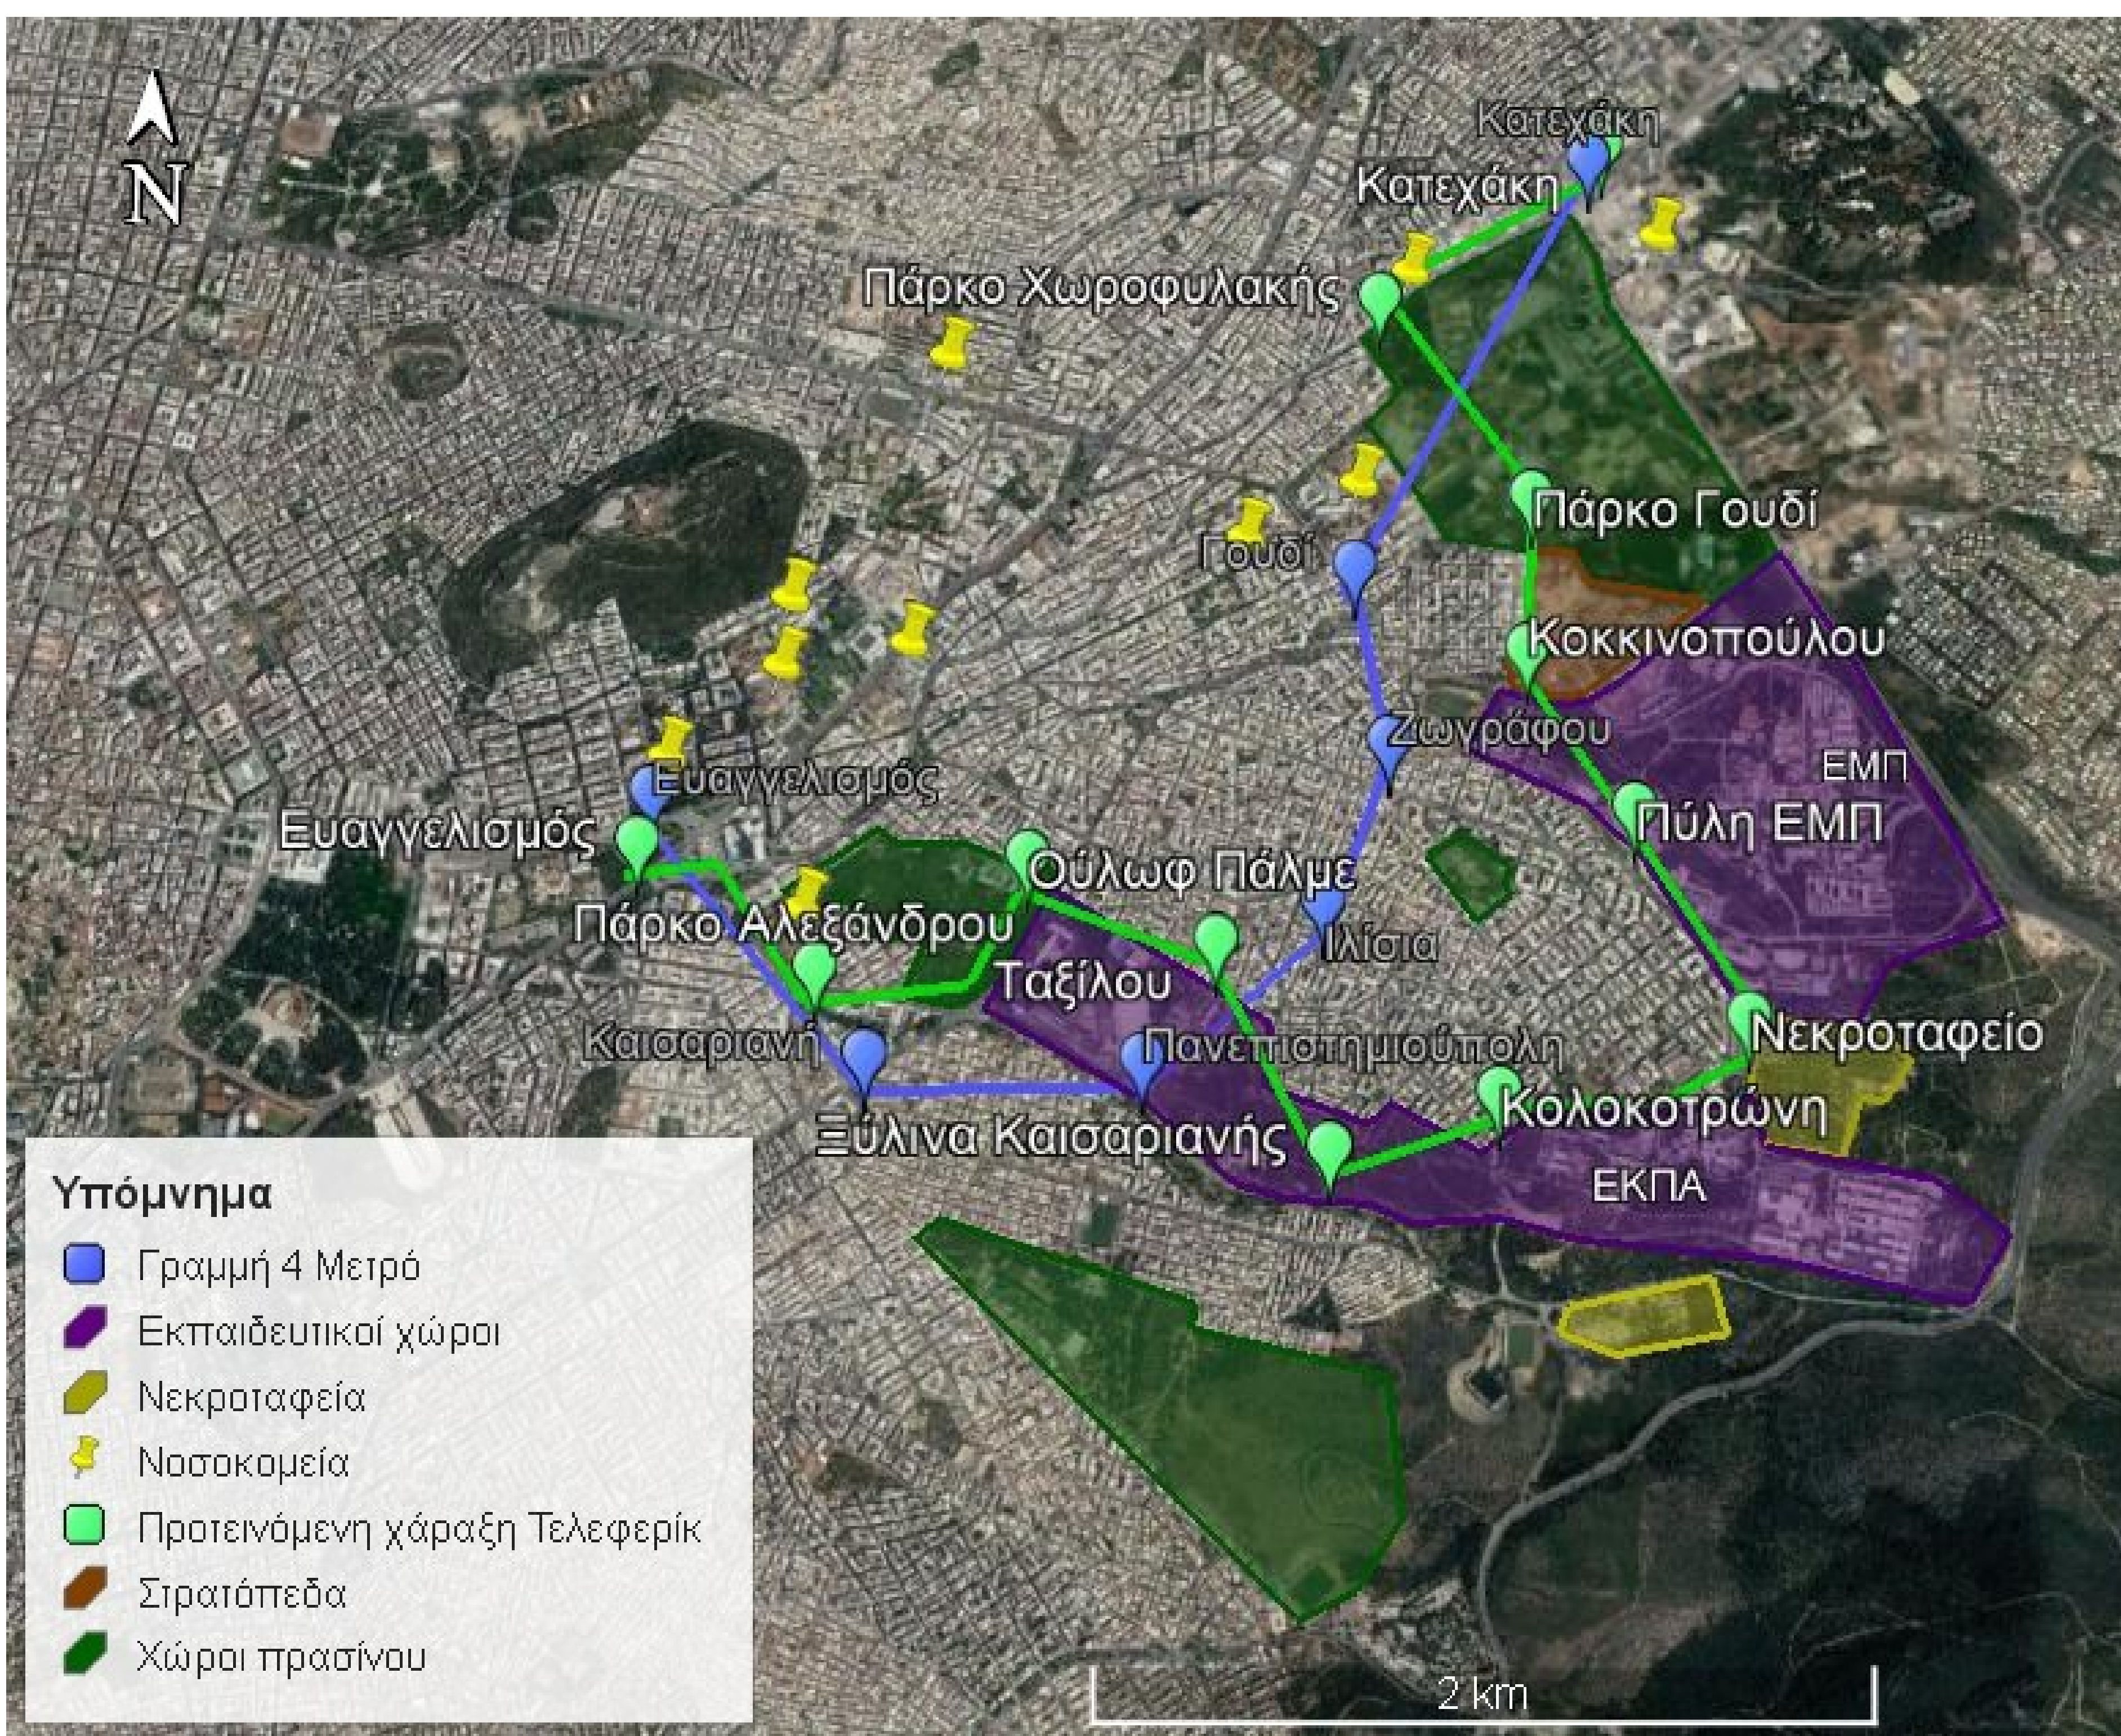 Κατεχάκη
Κατεχάκη
Πάρκο Χωροφυλακής
Πάρκο Γουδί
Γουδί
Κοκκινοπούλου
Ζωγράφου
ΕΜΠ
Ευαγγελισμός
Πύλη ΕΜΠ
Ευαγγελισμός
Ούλωφ Πάλμε
Πάρκο Αλεξάνδρου
Ιλίσια
Ταξίλου
Νεκροταφείο
Καισαριανή
Πανεπιστημιούπολη
Κολοκοτρώνη
Ξύλινα Καισαριανής
ΕΚΠΑ
N
Υπόμνημα
Γραμμή 4 Μετρό
Εκπαιδευτικοί χώροι
Νεκροταφεία
Νοσοκομεία
Προτεινόμενη χάραξη Τελεφερίκ
Στρατόπεδα
Χώροι πρασίνου
2 km